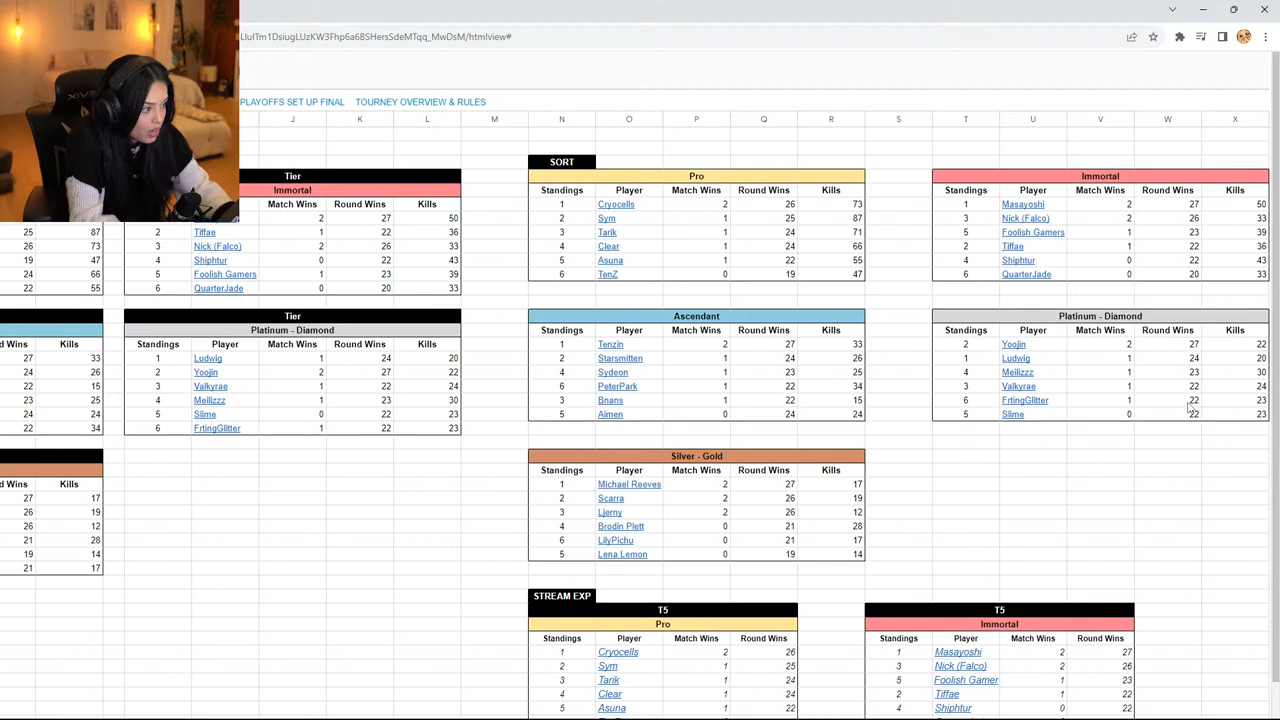 LIuITm1DsiugLUzKW3Fhp6a6BSHersSdeMTqq_MwDsM/htmlview#
PLAYOFFS SET UP FINAL TOURNEY OVERVIEW & RULES
J K L M N O P Q R S T U V W X
SORT
Tier Pro Immortal
Immortal Standings Player Match Wins Round Wins Kills Standings Player Match Wins Round Wins Kills
Match Wins Round Wins Kills 1 Cryocells 2 26 73 1 Masayoshi 2 27 50
2 27 50 2 Sym 1 25 87 3 Nick (Falco) 2 26 33
25 87 2 Tiffae 1 22 36 3 Tarik 1 24 71 5 Foolish Gamers 1 23 39
26 73 3 Nick (Falco) 2 26 33 4 Clear 1 24 66 2 Tiffae 1 22 36
19 47 4 Shiphtur 0 22 43 5 Asuna 1 22 55 4 Shiphtur 0 22 43
24 66 5 Foolish Gamers 1 23 39 6 TenZ 0 19 47 6 QuarterJade 0 20 33
22 55 6 QuarterJade 0 20 33
Tier Ascendant Platinum - Diamond
Platinum - Diamond Standings Player Match Wins Round Wins Kills Standings Player Match Wins Round Wins Kills
d Wins Kills Standings Player Match Wins Round Wins Kills 1 Tenzin 2 27 33 2 Yoojin 2 27 22
27 33 1 Ludwig 1 24 20 2 Starsmitten 1 24 26 1 Ludwig 1 24 20
24 26 2 Yoojin 2 27 22 4 Sydeon 1 23 25 4 Meilizzz 1 23 30
22 15 3 Valkyrae 1 22 24 6 PeterPark 1 22 34 3 Valkyrae 1 22 24
23 25 4 Meilizzz 1 23 30 3 Bnans 1 22 15 6 FrtingGlitter 1 22 23
24 24 5 Slime 0 22 23 5 Aimen 0 24 24 5 Slime 0 22 23
22 34 6 FrtingGlitter 1 22 23
Silver - Gold
d Wins Kills Standings Player Match Wins Round Wins Kills
27 17 1 Michael Reeves 2 27 17
26 19 2 Scarra 2 26 19
26 12 3 Ljerny 2 26 12
21 28 4 Brodin Plett 0 21 28
19 14 6 LilyPichu 0 21 17
21 17 5 Lena Lemon 0 19 14
STREAM EXP
T5 T5
Pro Immortal
Standings Player Match Wins Round Wins Standings Player Match Wins Round Wins
1 Cryocells 2 26 1 Masayoshi 2 27
2 Sym 1 25 3 Nick (Falco) 2 26
3 Tarik 1 24 5 Foolish Gamer 1 23
4 Clear 1 24 2 Tiffae 1 22
5 Asuna 1 22 4 Shiphtur 0 22